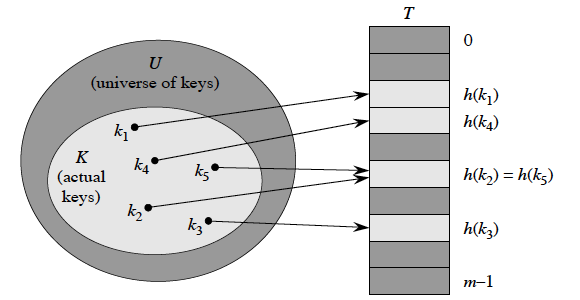 T
0
U
(universe of keys)
h(k₁)
h(k₄)
k₁
K
(actual
keys)
k₄
k₅
h(k₂) = h(k₅)
k₂
k₃
h(k₃)
m–1